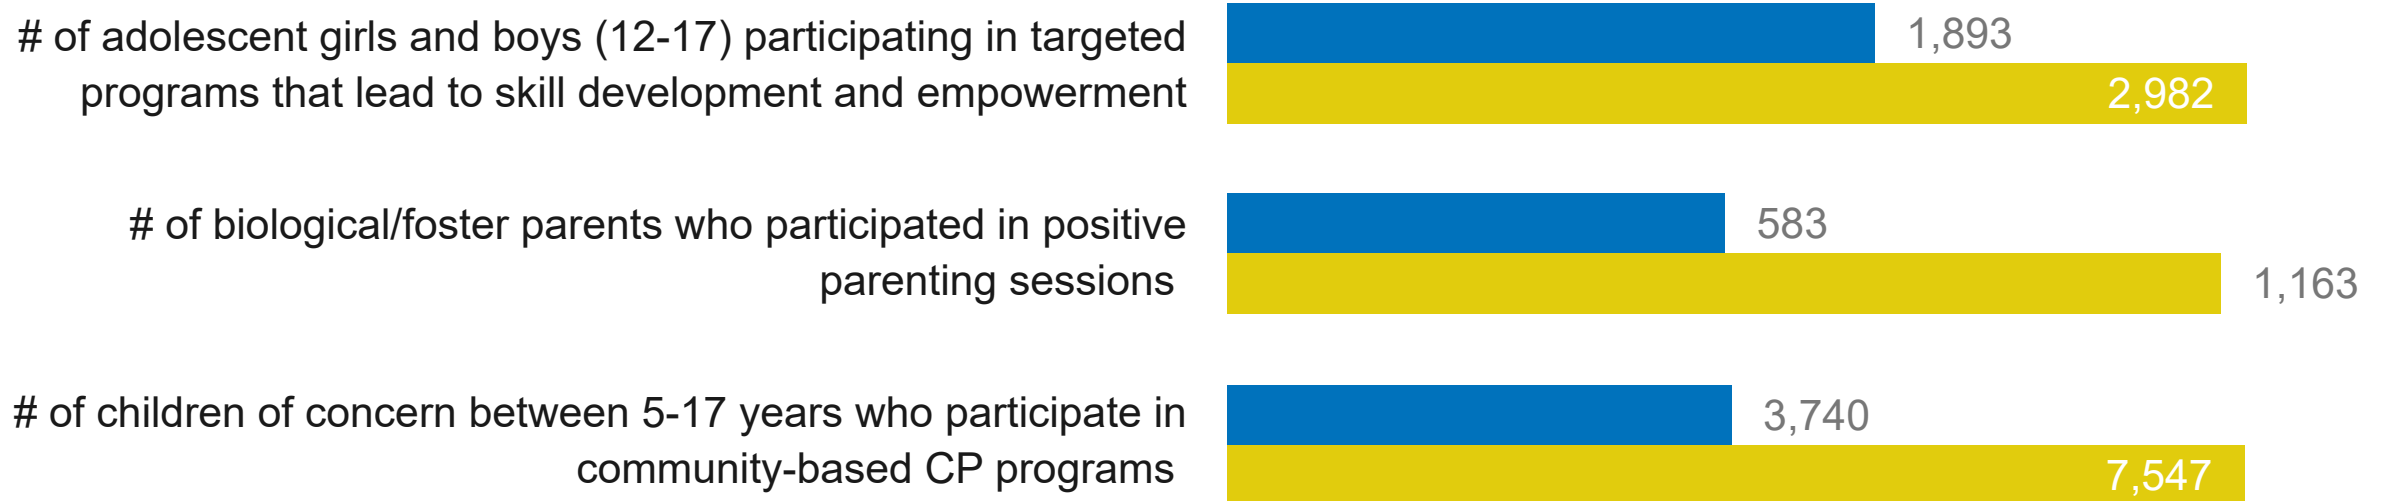 # of adolescent girls and boys (12-17) participating in targeted
programs that lead to skill development and empowerment
1,893
2,982
# of biological/foster parents who participated in positive
parenting sessions
583
1,163
# of children of concern between 5-17 years who participate in
community-based CP programs
3,740
7,547